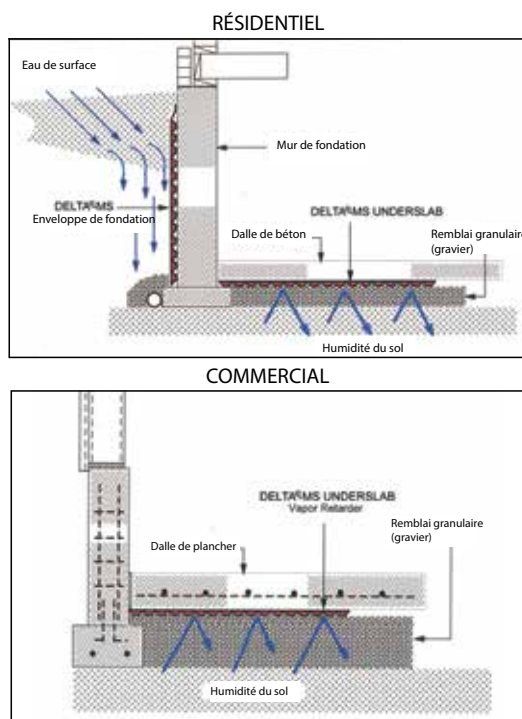 RÉSIDENTIEL
Eau de surface
Mur de fondation
DELTA®MS
Enveloppe de fondation
DELTA®MS UNDERSLAB
Dalle de béton
Remblai granulaire
(gravier)
Humidité du sol
COMMERCIAL
DELTA®MS UNDERSLAB
Vapor Retarder
Remblai granulaire
(gravier)
Dalle de plancher
Humidité du sol